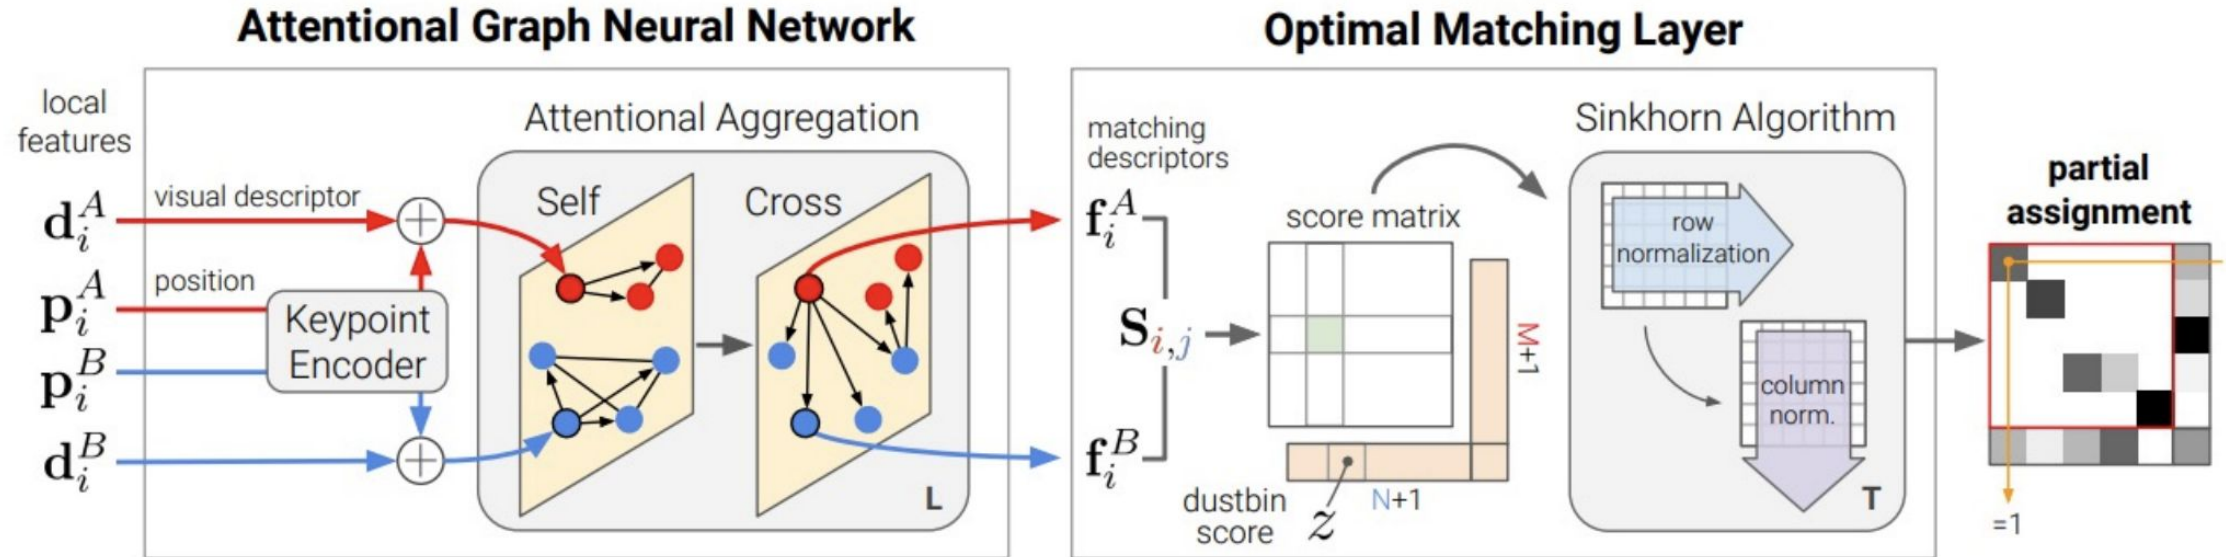 Attentional Graph Neural Network
Optimal Matching Layer
local
features
visual descriptor
position
d_i^A
p_i^A
p_i^B
d_i^B
Keypoint
Encoder
+
+
Attentional Aggregation
Self
Cross
L
matching
descriptors
f_i^A
S_{i,j}
f_i^B
score matrix
M+1
N+1
dustbin
score
z
Sinkhorn Algorithm
row
normalization
column
norm.
T
partial
assignment
=1